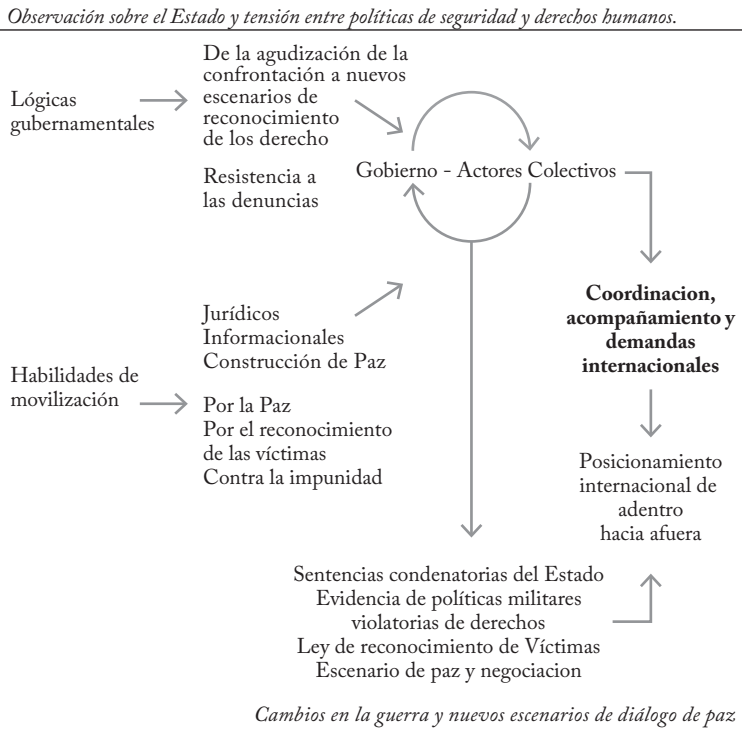 Observación sobre el Estado y tensión entre políticas de seguridad y derechos humanos.
Lógicas
gubernamentales
De la agudización de la
confrontación a nuevos
escenarios de
reconocimiento
de los derecho
Resistencia a
las denuncias
Gobierno - Actores Colectivos
Habilidades de
movilización
Jurídicos
Informacionales
Construcción de Paz
Por la Paz
Por el reconocimiento
de las víctimas
Contra la impunidad
Coordinacion,
acompañamiento y
demandas
internacionales
Posicionamiento
internacional de
adentro
hacia afuera
Sentencias condenatorias del Estado
Evidencia de políticas militares
violatorias de derechos
Ley de reconocimiento de Víctimas
Escenario de paz y negociacion
Cambios en la guerra y nuevos escenarios de diálogo de paz